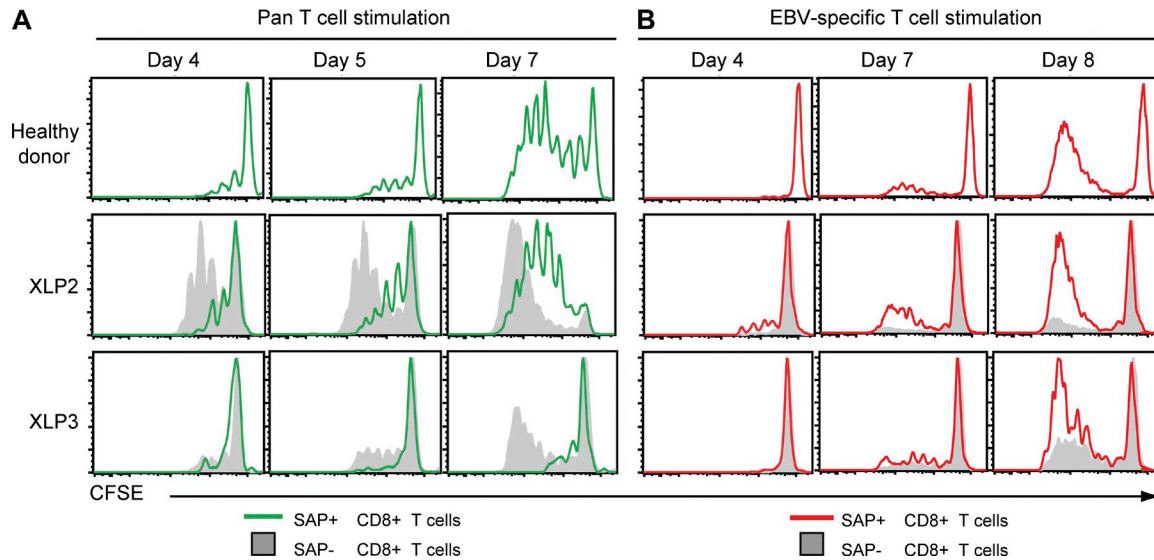 A Pan T cell stimulation
B EBV-specific T cell stimulation
Day 4 Day 5 Day 7 Day 4 Day 7 Day 8
Healthy
donor
XLP2
XLP3
CFSE
SAP+ CD8+ T cells
SAP- CD8+ T cells
SAP+ CD8+ T cells
SAP- CD8+ T cells